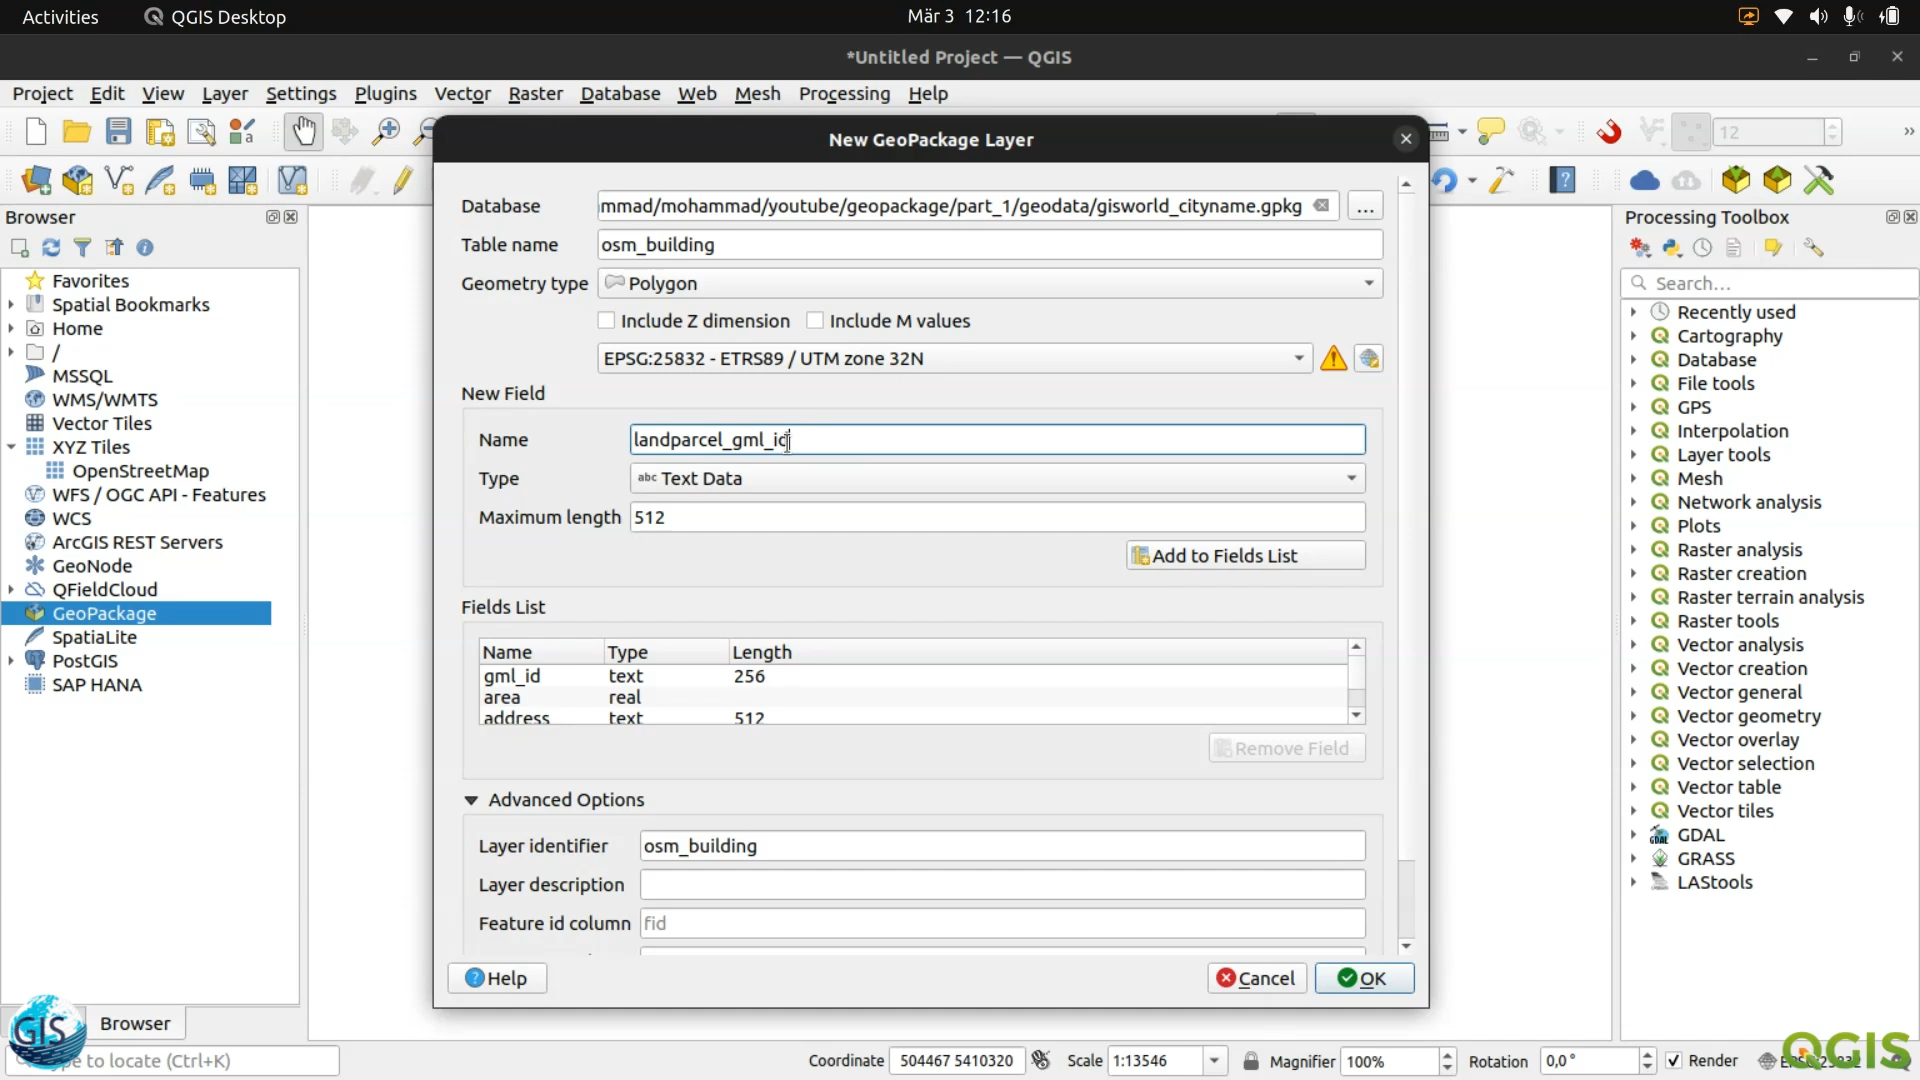 Activities QGIS Desktop Mär 3 12:16
*Untitled Project — QGIS
Project Edit View Layer Settings Plugins Vector Raster Database Web Mesh Processing Help
12
New GeoPackage Layer
Browser
Favorites
Spatial Bookmarks
Home
/
MSSQL
WMS/WMTS
Vector Tiles
XYZ Tiles
OpenStreetMap
WFS / OGC API - Features
WCS
ArcGIS REST Servers
GeoNode
QFieldCloud
GeoPackage
SpatiaLite
PostGIS
SAP HANA
Browser
Database mmad/mohammad/youtube/geopackage/part_1/geodata/gisworld_cityname.gpkg ...
Table name osm_building
Geometry type Polygon
Include Z dimension Include M values
EPSG:25832 - ETRS89 / UTM zone 32N
New Field
Name landparcel_gml_id
Type abc Text Data
Maximum length 512
Add to Fields List
Fields List
Name Type Length
gml_id text 256
area real
address text 512
Remove Field
Advanced Options
Layer identifier osm_building
Layer description
Feature id column fid
Help Cancel OK
Processing Toolbox
Search...
Recently used
Cartography
Database
File tools
GPS
Interpolation
Layer tools
Mesh
Network analysis
Plots
Raster analysis
Raster creation
Raster terrain analysis
Raster tools
Vector analysis
Vector creation
Vector general
Vector geometry
Vector overlay
Vector selection
Vector table
Vector tiles
GDAL
GRASS
LAStools
GIS
to locate (Ctrl+K) Coordinate 504467 5410320 Scale 1:13546 Magnifier 100% Rotation 0,0 ° Render
QGIS